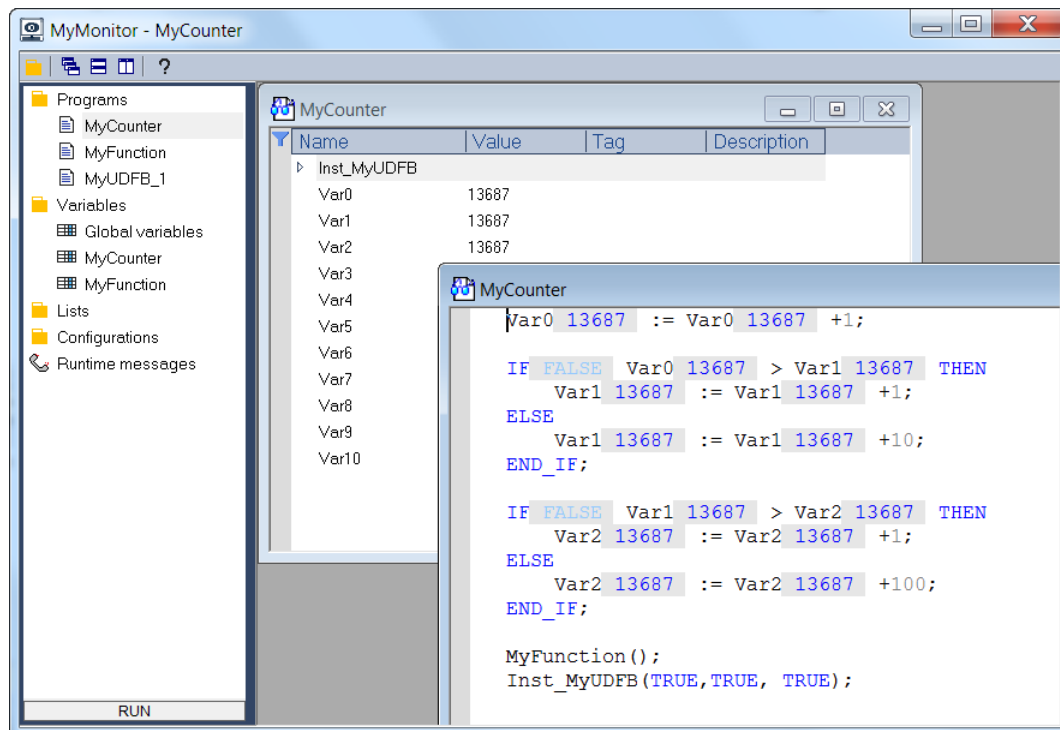 MyMonitor - MyCounter
?
Programs
MyCounter
MyFunction
MyUDFB_1
Variables
Global variables
MyCounter
MyFunction
Lists
Configurations
Runtime messages
RUN
MyCounter
Name Value Tag Description
Inst_MyUDFB
Var0 13687
Var1 13687
Var2 13687
Var3
Var4
Var5
Var6
Var7
Var8
Var9
Var10
MyCounter
Var0 13687 := Var0 13687 +1;
IF FALSE Var0 13687 > Var1 13687 THEN
Var1 13687 := Var1 13687 +1;
ELSE
Var1 13687 := Var1 13687 +10;
END_IF;
IF FALSE Var1 13687 > Var2 13687 THEN
Var2 13687 := Var2 13687 +1;
ELSE
Var2 13687 := Var2 13687 +100;
END_IF;
MyFunction();
Inst_MyUDFB(TRUE,TRUE, TRUE);